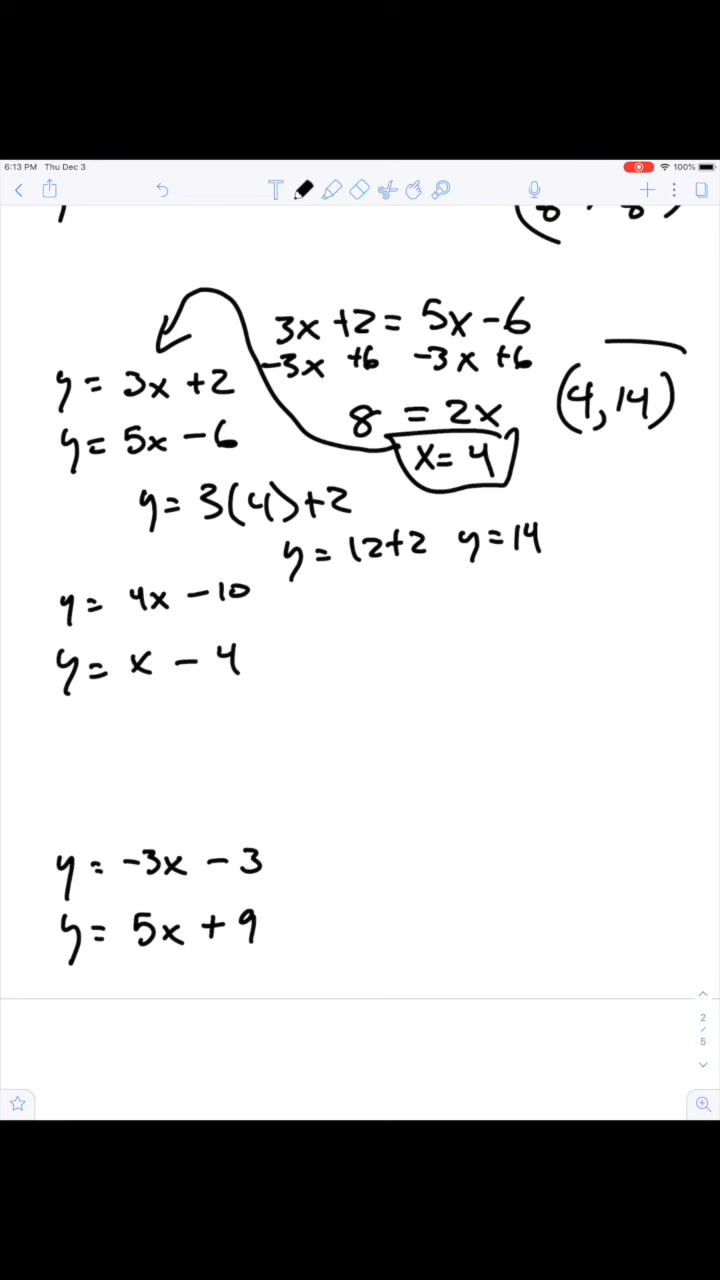 6:13 PM Thu Dec 3
100%
T
3x + 2 = 5x - 6
-3x +6 -3x +6
y = 3x + 2
8 = 2x
(4, 14)
y = 5x - 6
x = 4
y = 3(4) + 2
y = 12 + 2 y = 14
y = 4x - 10
y = x - 4
y = -3x - 3
y = 5x + 9
2
/
5